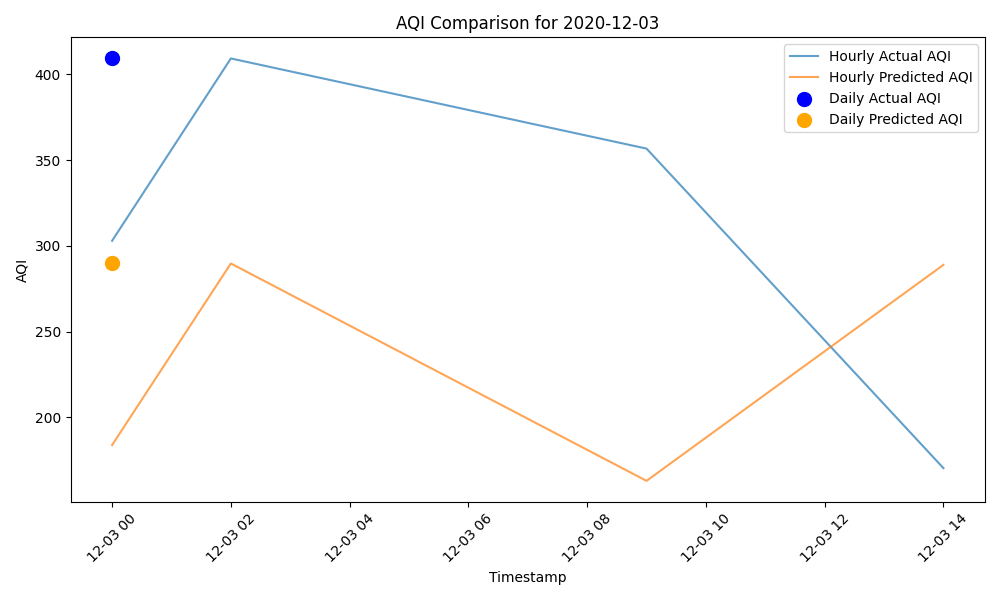 AQI Comparison for 2020-12-03
Hourly Actual AQI
Hourly Predicted AQI
Daily Actual AQI
Daily Predicted AQI
AQI
400
350
300
250
200
12-03 00
12-03 02
12-03 04
12-03 06
12-03 08
12-03 10
12-03 12
12-03 14
Timestamp